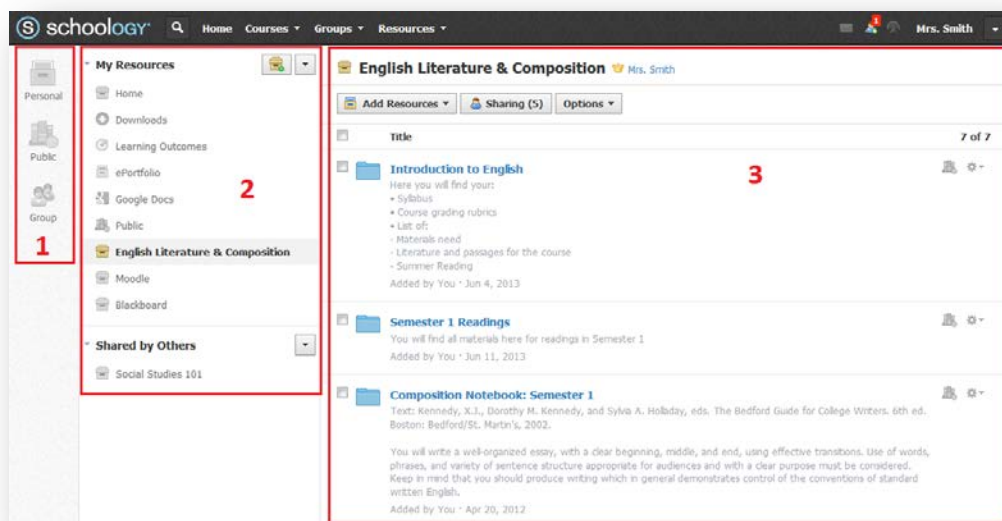 schoology Home Courses Groups Resources 1 Mrs. Smith
Personal
Public
Group
1
My Resources
Home
Downloads
Learning Outcomes
ePortfolio
Google Docs
Public
English Literature & Composition
Moodle
Blackboard
2
Shared by Others
Social Studies 101
English Literature & Composition Mrs. Smith
Add Resources Sharing (5) Options
Title 7 of 7
3
Introduction to English
Here you will find your:
• Syllabus
• Course grading rubrics
• List of:
- Materials need
- Literature and passages for the course
- Summer Reading
Added by You · Jun 4, 2013
Semester 1 Readings
You will find all materials here for readings in Semester 1
Added by You · Jun 11, 2013
Composition Notebook: Semester 1
Text: Kennedy, X.J., Dorothy M. Kennedy, and Sylvia A. Holladay, eds. The Bedford Guide for College Writers. 6th ed.
Boston: Bedford/St. Martin's, 2002.
You will write a well-organized essay, with a clear beginning, middle, and end, using effective transitions. Use of words,
phrases, and variety of sentence structure appropriate for audiences and with a clear purpose must be considered.
Keep in mind that you should produce writing which in general demonstrates control of the conventions of standard
written English.
Added by You · Apr 20, 2012